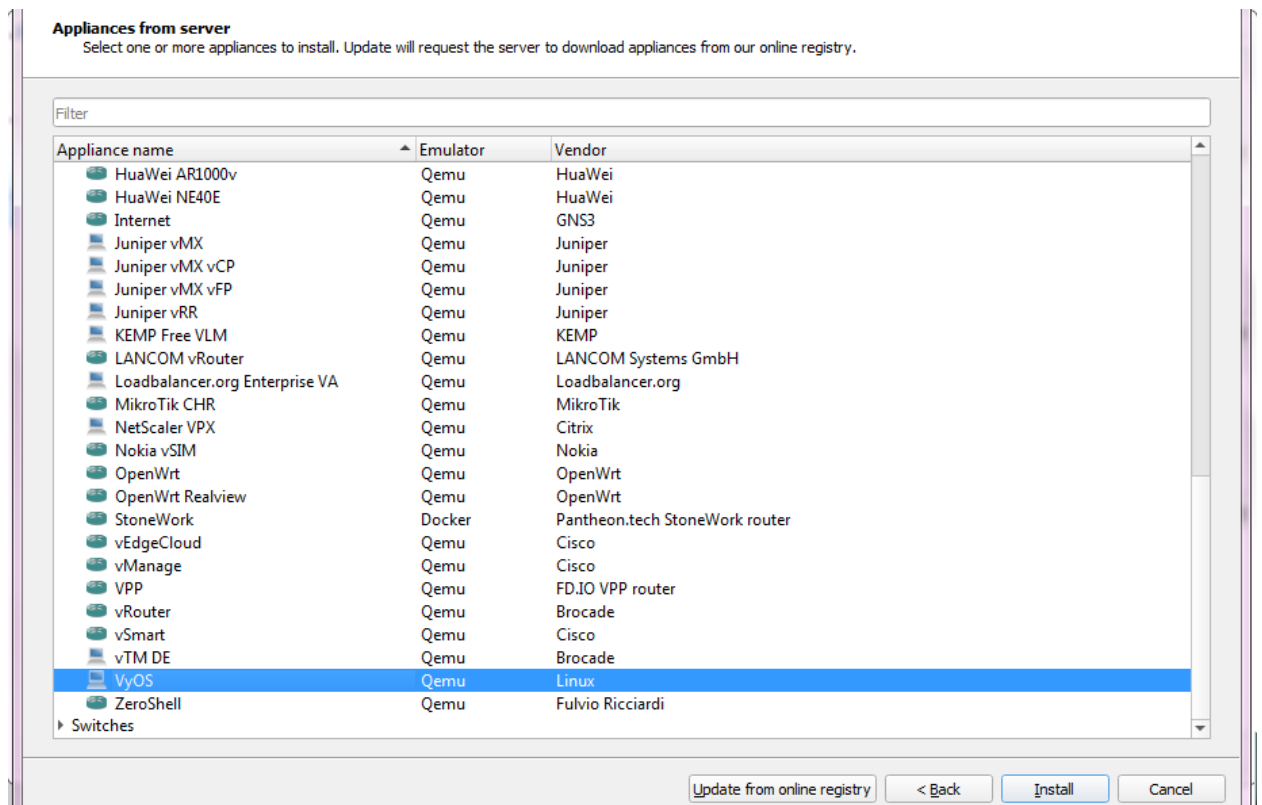 Appliances from server
Select one or more appliances to install. Update will request the server to download appliances from our online registry.
Filter
Appliance name Emulator Vendor
HuaWei AR1000v Qemu HuaWei
HuaWei NE40E Qemu HuaWei
Internet Qemu GNS3
Juniper vMX Qemu Juniper
Juniper vMX vCP Qemu Juniper
Juniper vMX vFP Qemu Juniper
Juniper vRR Qemu Juniper
KEMP Free VLM Qemu KEMP
LANCOM vRouter Qemu LANCOM Systems GmbH
Loadbalancer.org Enterprise VA Qemu Loadbalancer.org
MikroTik CHR Qemu MikroTik
NetScaler VPX Qemu Citrix
Nokia vSIM Qemu Nokia
OpenWrt Qemu OpenWrt
OpenWrt Realview Qemu OpenWrt
StoneWork Docker Pantheon.tech StoneWork router
vEdgeCloud Qemu Cisco
vManage Qemu Cisco
VPP Qemu FD.IO VPP router
vRouter Qemu Brocade
vSmart Qemu Cisco
vTM DE Qemu Brocade
VyOS Qemu Linux
ZeroShell Qemu Fulvio Ricciardi
Switches
Update from online registry < Back Install Cancel